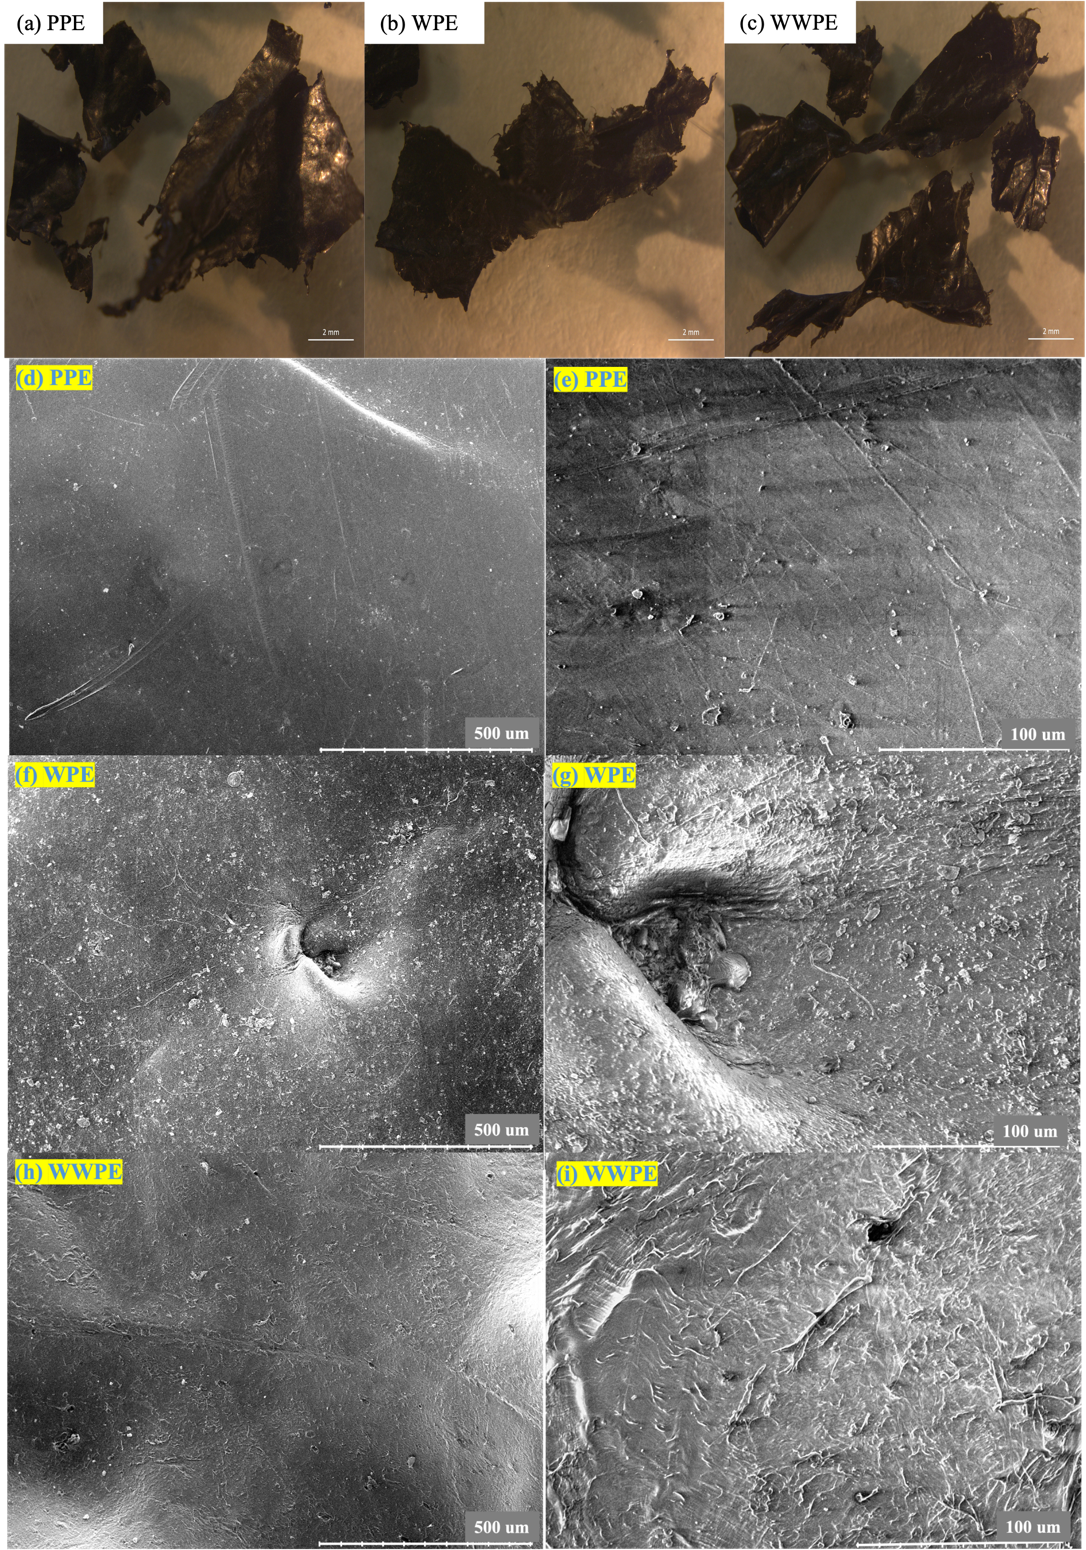 (a) PPE
(b) WPE
(c) WWPE
2 mm
2 mm
2 mm
(d) PPE
(e) PPE
500 um
100 um
(f) WPE
(g) WPE
500 um
100 um
(h) WWPE
(i) WWPE
500 um
100 um